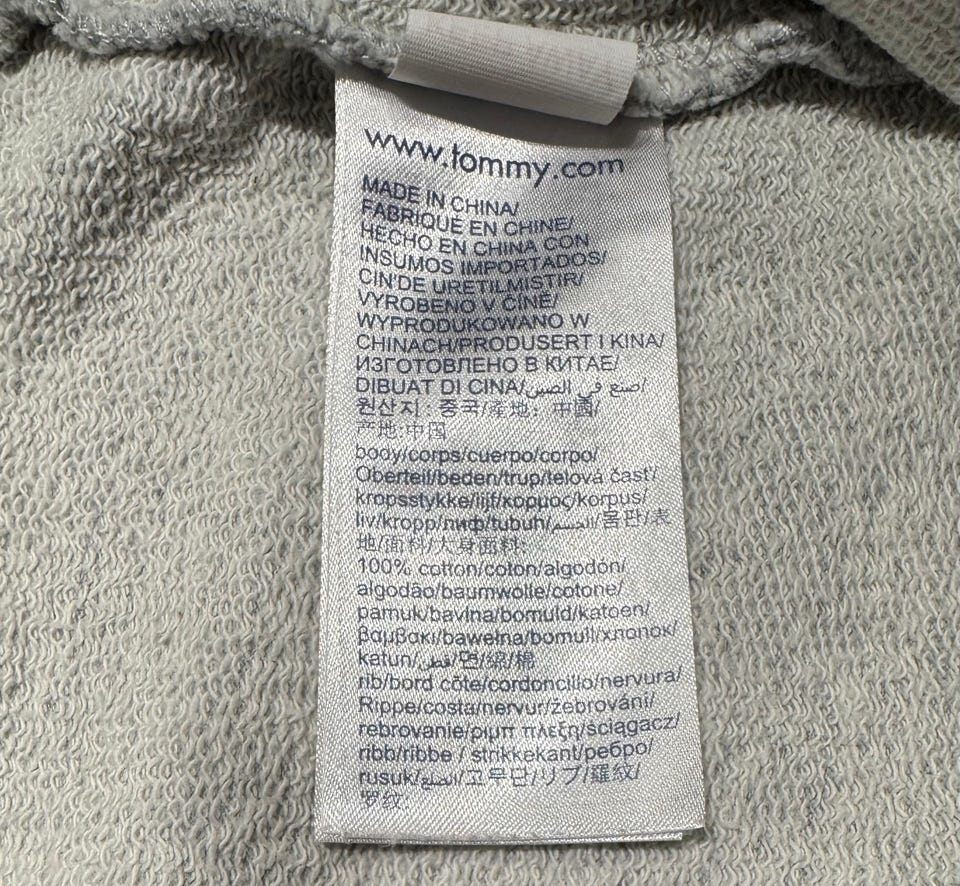 www.tommy.com
MADE IN CHINA/
FABRIQUÉ EN CHINE/
HECHO EN CHINA CON
INSUMOS IMPORTADOS/
CIN'DE URETILMISTIR/
VYROBENO V CÍNE/
WYPRODUKOWANO W
CHINACH/PRODUSERT I KINA/
ИЗГОТОВЛЕНО В КИТАЕ/
DIBUAT DI CINA/صنع في الصين/
원산지 : 중국/産地: 中國/
产地:中国
body/corps/cuerpo/corpo/
Oberteil/beden/trup/telová časť/
kropsstykke/lijf/κορμος/korpus/
liv/kropp/лиф/tubuh/الجسم/몸판/表
地/面料/大身面料:
100% cotton/coton/algodón/
algodão/baumwolle/cotone/
pamuk/bavlna/bomuld/katoen/
βαμβακι/bawełna/bomull/хлопок/
katun/قطن/면/綿/棉
rib/bord côte/cordoncillo/nervura/
Rippe/costa/nervur/žebrování/
rebrovanie/ριμπ πλεξη/ściągacz/
ribb/ribbe / strikkekant/ребро/
rusuk/الضلع/고무단/リブ/羅紋/
罗纹: